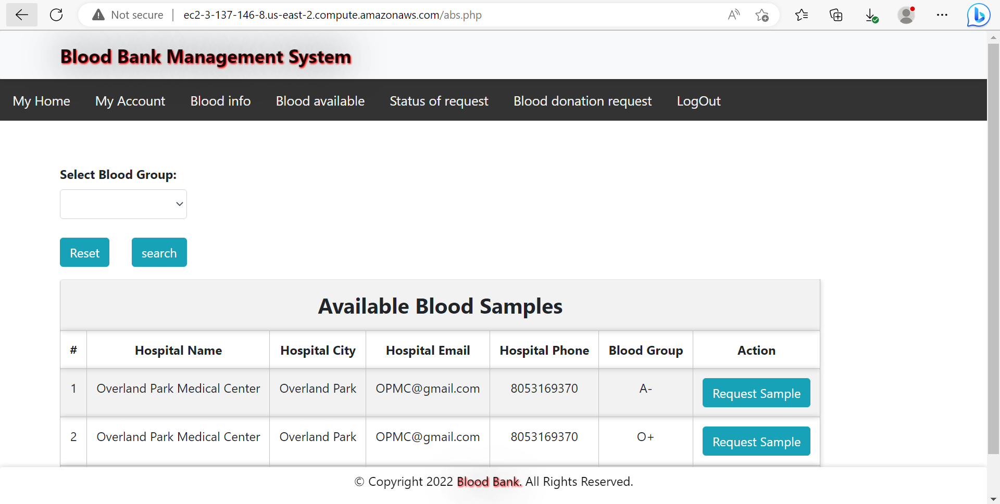 Not secure | ec2-3-137-146-8.us-east-2.compute.amazonaws.com/abs.php
Blood Bank Management System
My Home My Account Blood info Blood available Status of request Blood donation request LogOut
Select Blood Group:
Reset search
Available Blood Samples
# Hospital Name Hospital City Hospital Email Hospital Phone Blood Group Action
1 Overland Park Medical Center Overland Park OPMC@gmail.com 8053169370 A- Request Sample
2 Overland Park Medical Center Overland Park OPMC@gmail.com 8053169370 O+ Request Sample
© Copyright 2022 Blood Bank. All Rights Reserved.